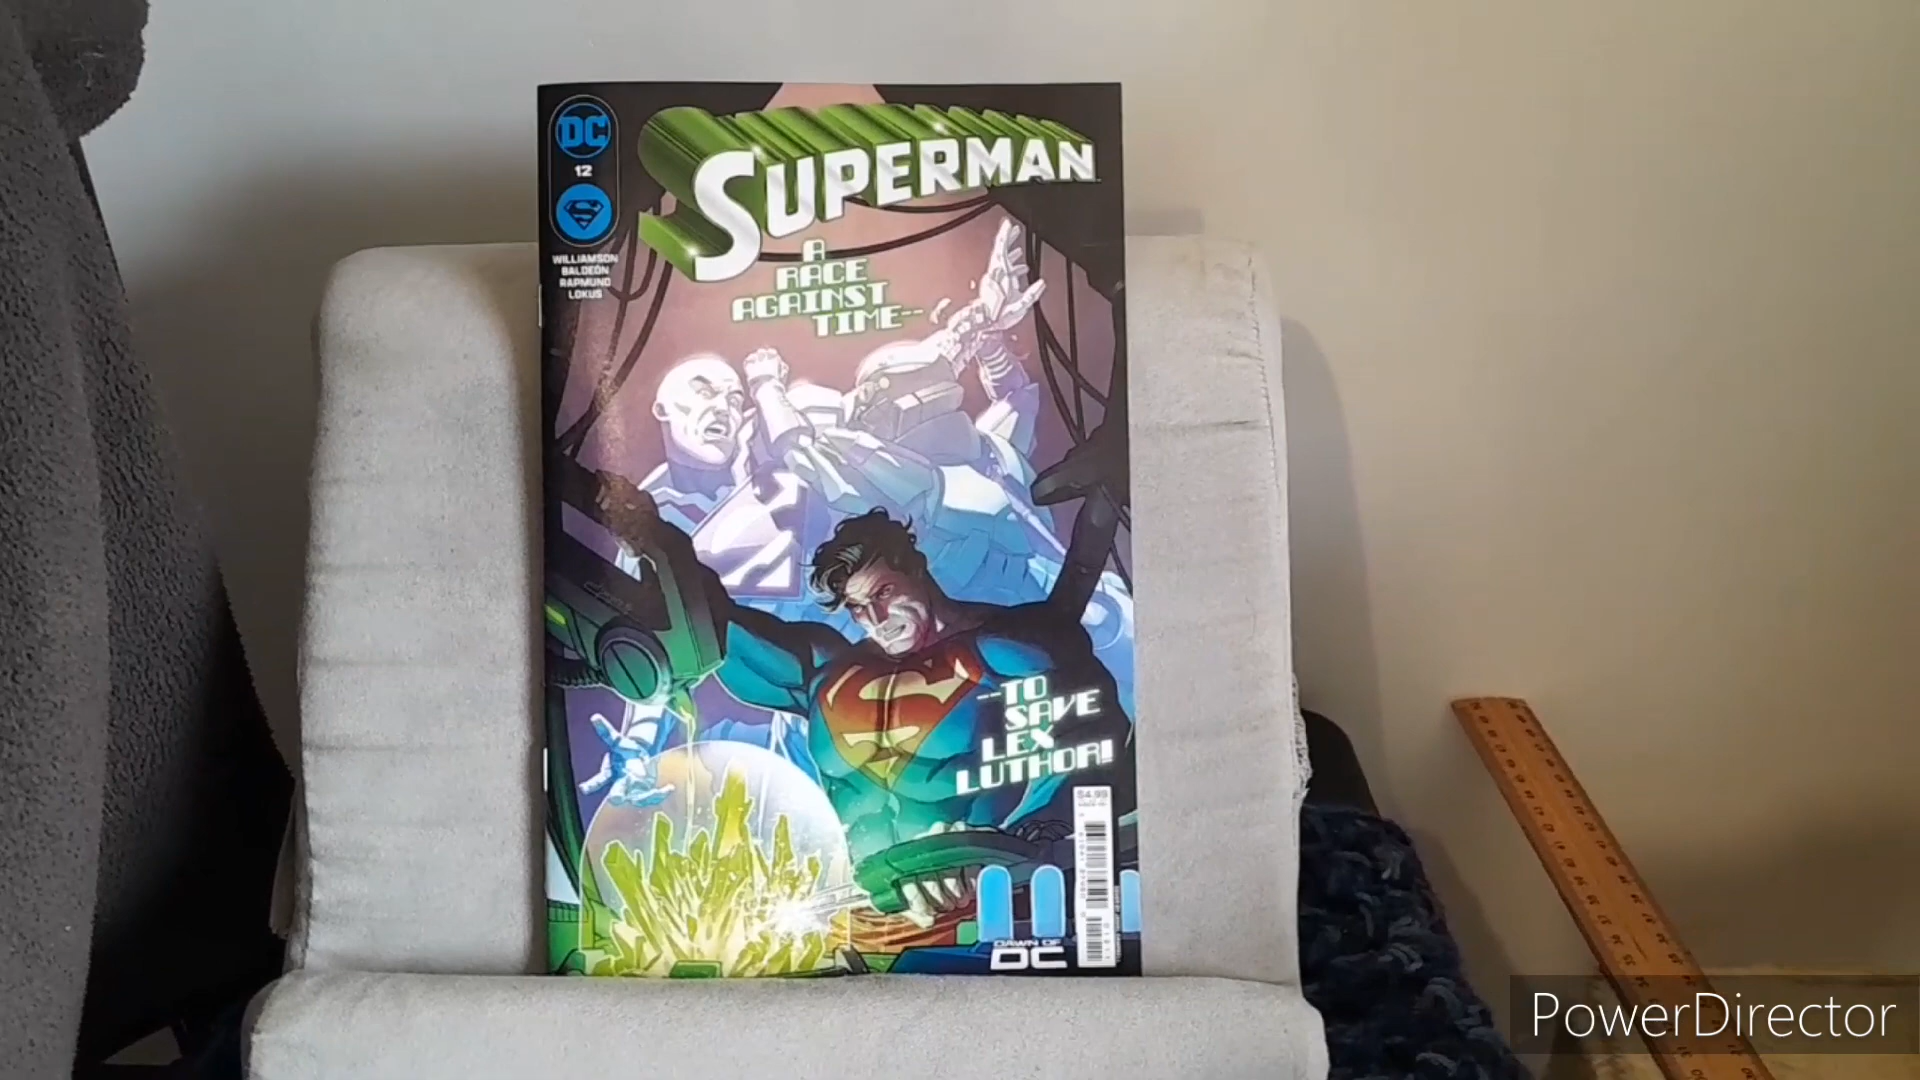 DC
12
SUPERMAN
WILLIAMSON
BALDEÓN
RAPMUND
LOKUS
A
RACE
AGAINST
TIME--
--TO
SAVE
LEX
LUTHOR!
$4.99
DAWN OF
DC
PowerDirector